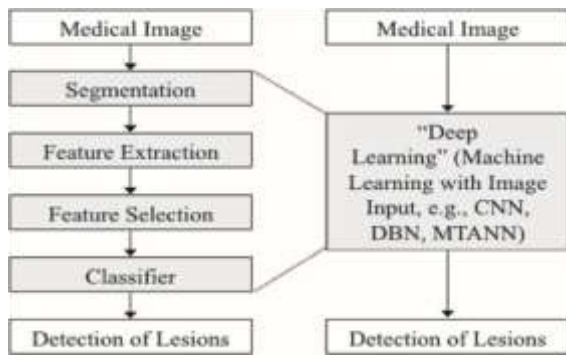 Medical Image
Segmentation
Feature Extraction
Feature Selection
Classifier
Detection of Lesions
Medical Image
"Deep
Learning" (Machine
Learning with Image
Input, e.g., CNN,
DBN, MTANN)
Detection of Lesions